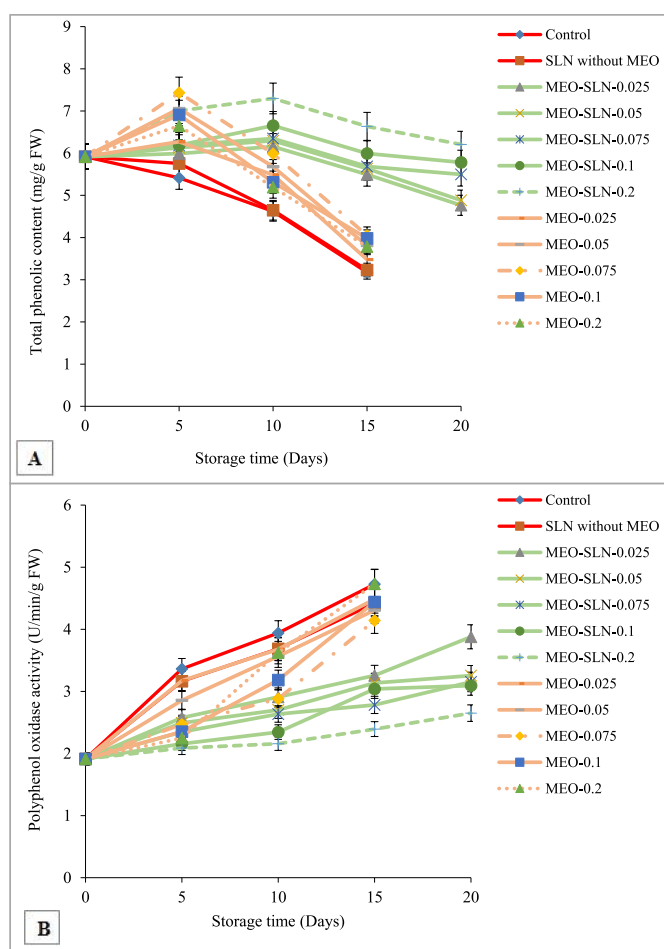 9
8
7
6
5
4
3
2
1
0
Total phenolic content (mg/g FW)
0 5 10 15 20
Storage time (Days)
A
Control
SLN without MEO
MEO-SLN-0.025
MEO-SLN-0.05
MEO-SLN-0.075
MEO-SLN-0.1
MEO-SLN-0.2
MEO-0.025
MEO-0.05
MEO-0.075
MEO-0.1
MEO-0.2
6
5
4
3
2
1
0
Polyphenol oxidase activity (U/min/g FW)
0 5 10 15 20
Storage time (Days)
B
Control
SLN without MEO
MEO-SLN-0.025
MEO-SLN-0.05
MEO-SLN-0.075
MEO-SLN-0.1
MEO-SLN-0.2
MEO-0.025
MEO-0.05
MEO-0.075
MEO-0.1
MEO-0.2